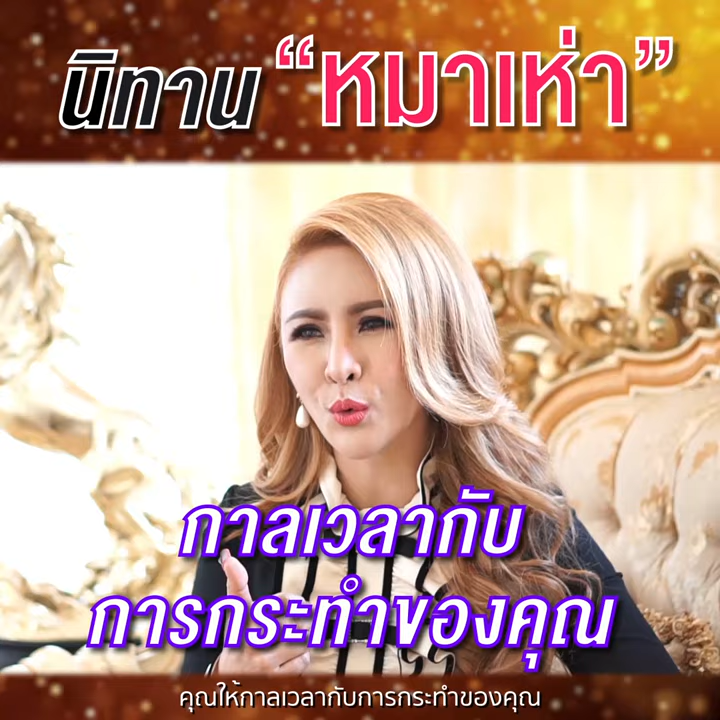 นิทาน “หมาเห่า”
กาลเวลากับ
การกระทำของคุณ
คุณให้กาลเวลากับการกระทำของคุณ